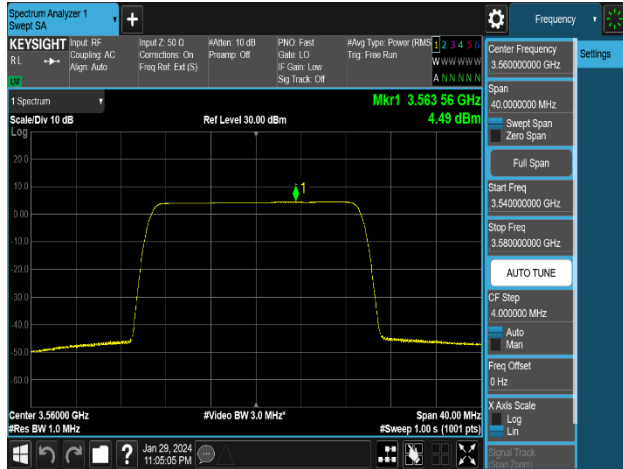 Spectrum Analyzer 1
Swept SA
Frequency
KEYSIGHT
R L
Input: RF
Coupling: AC
Align: Auto
Input Z: 50 Ω
Corrections: On
Freq Ref: Ext (S)
#Atten: 10 dB
Preamp: Off
PNO: Fast
Gate: LO
IF Gain: Low
Sig Track: Off
#Avg Type: Power (RMS
Trig: Free Run
1 2 3 4 5 6
W W W W W W
A N N N N N
1 Spectrum
Scale/Div 10 dB
Ref Level 30.00 dBm
Mkr1 3.563 56 GHz
4.49 dBm
Log
20.0
10.0
0.00
-10.0
-20.0
-30.0
-40.0
-50.0
-60.0
1
Center 3.56000 GHz
#Res BW 1.0 MHz
#Video BW 3.0 MHz*
Span 40.00 MHz
#Sweep 1.00 s (1001 pts)
Jan 29, 2024
11:05:05 PM
Settings
Center Frequency
3.560000000 GHz
Span
40.0000000 MHz
Swept Span
Zero Span
Full Span
Start Freq
3.540000000 GHz
Stop Freq
3.580000000 GHz
AUTO TUNE
CF Step
4.000000 MHz
Auto
Man
Freq Offset
0 Hz
X Axis Scale
Log
Lin
Signal Track
(Span Zoom)